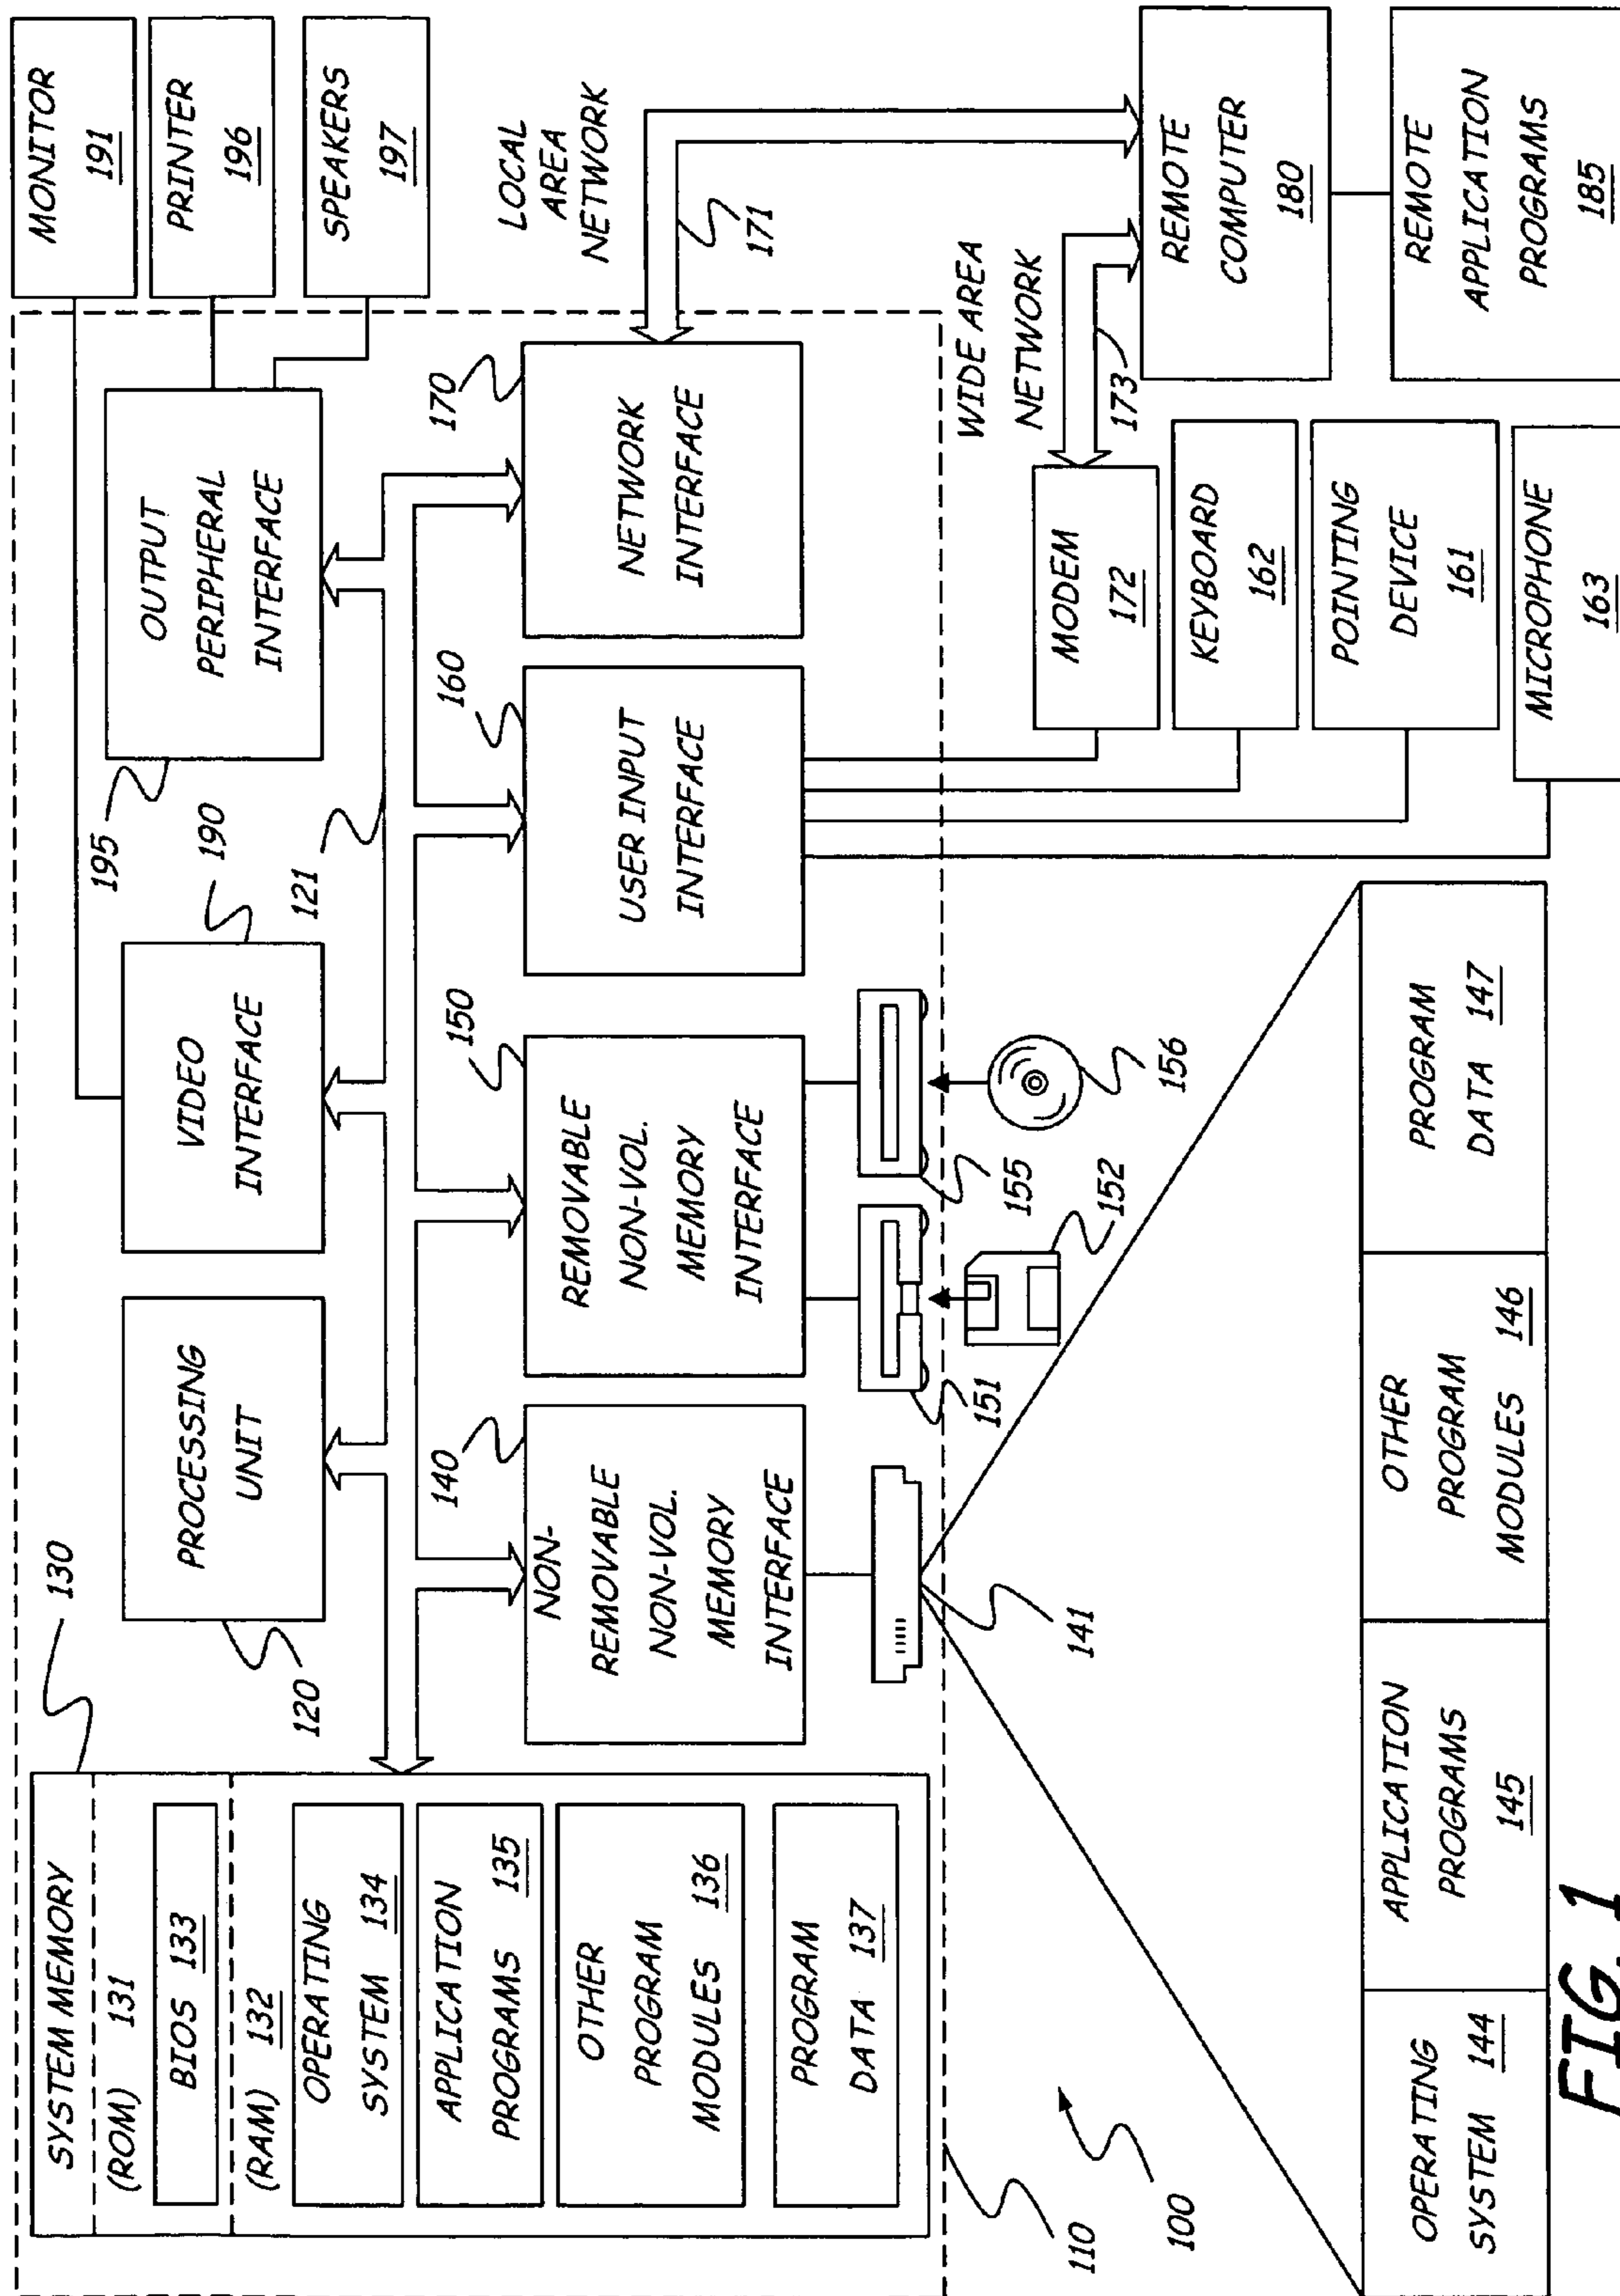 SYSTEM MEMORY
(ROM) 131
BIOS 133
(RAM) 132
OPERATING
SYSTEM 134
APPLICATION
PROGRAMS 135
OTHER
PROGRAM
MODULES 136
PROGRAM
DATA 137
130
PROCESSING
UNIT
120
VIDEO
INTERFACE
190
121
OUTPUT
PERIPHERAL
INTERFACE
195
MONITOR
191
PRINTER
196
SPEAKERS
197
140
NON-
REMOVABLE
NON-VOL.
MEMORY
INTERFACE
150
REMOVABLE
NON-VOL.
MEMORY
INTERFACE
160
USER INPUT
INTERFACE
170
NETWORK
INTERFACE
LOCAL
AREA
NETWORK
171
141
151
152
155
156
WIDE AREA
NETWORK
173
MODEM
172
KEYBOARD
162
POINTING
DEVICE
161
MICROPHONE
163
REMOTE
COMPUTER
180
REMOTE
APPLICATION
PROGRAMS
185
110
100
OPERATING
SYSTEM 144
APPLICATION
PROGRAMS
145
OTHER
PROGRAM
MODULES 146
PROGRAM
DATA 147
FIG. 1